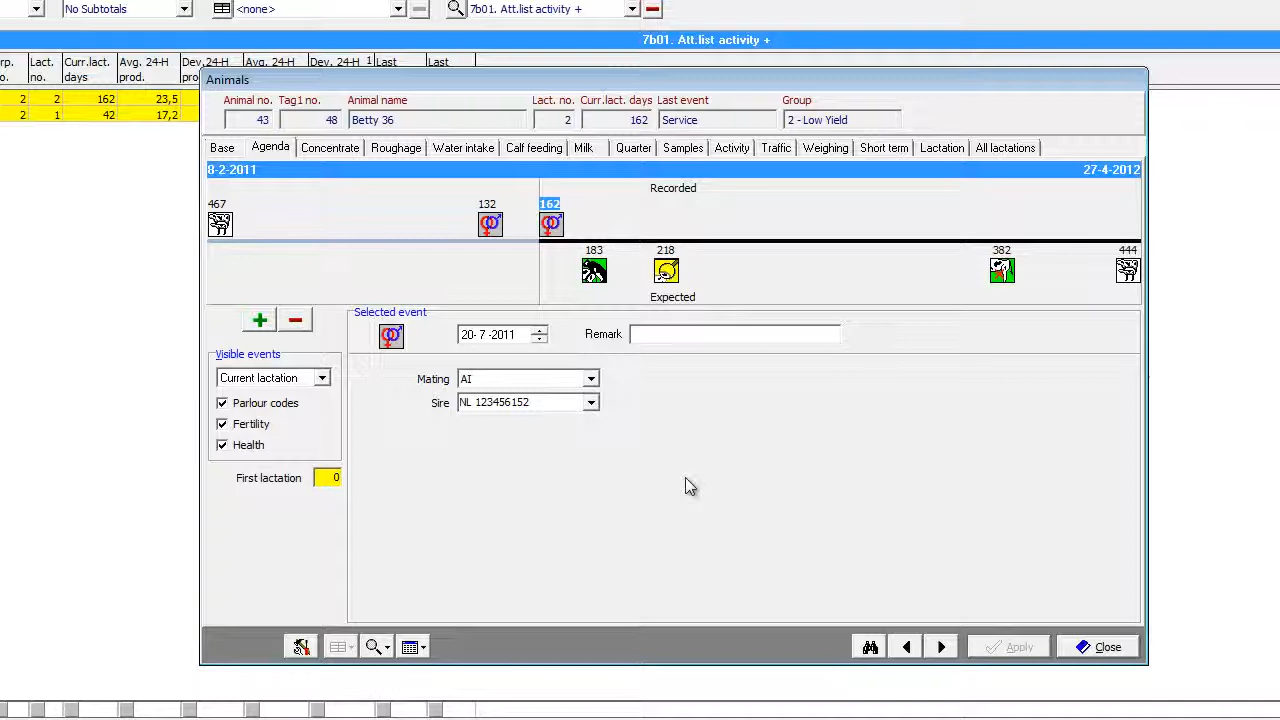 No Subtotals <none> 7b01. Att.list activity +
7b01. Att.list activity +
rp. Lact. Curr.lact. Avg. 24-H Dev.24-H Avg. 24-H Dev. 24-H 1 Last Last
o. no. days prod. pro
2 2 162 23,5
2 1 42 17,2
Animals
Animal no. Tag1 no. Animal name Lact. no. Curr.lact. days Last event Group
43 48 Betty 36 2 162 Service 2 - Low Yield
Base Agenda Concentrate Roughage Water intake Calf feeding Milk Quarter Samples Activity Traffic Weighing Short term Lactation All lactations
8-2-2011 27-4-2012
Recorded
467 132 162
183 218 382 444
Expected
Selected event
20- 7 -2011 Remark
Visible events
Current lactation
Parlour codes
Fertility
Health
First lactation 0
Mating AI
Sire NL 123456152
Apply Close